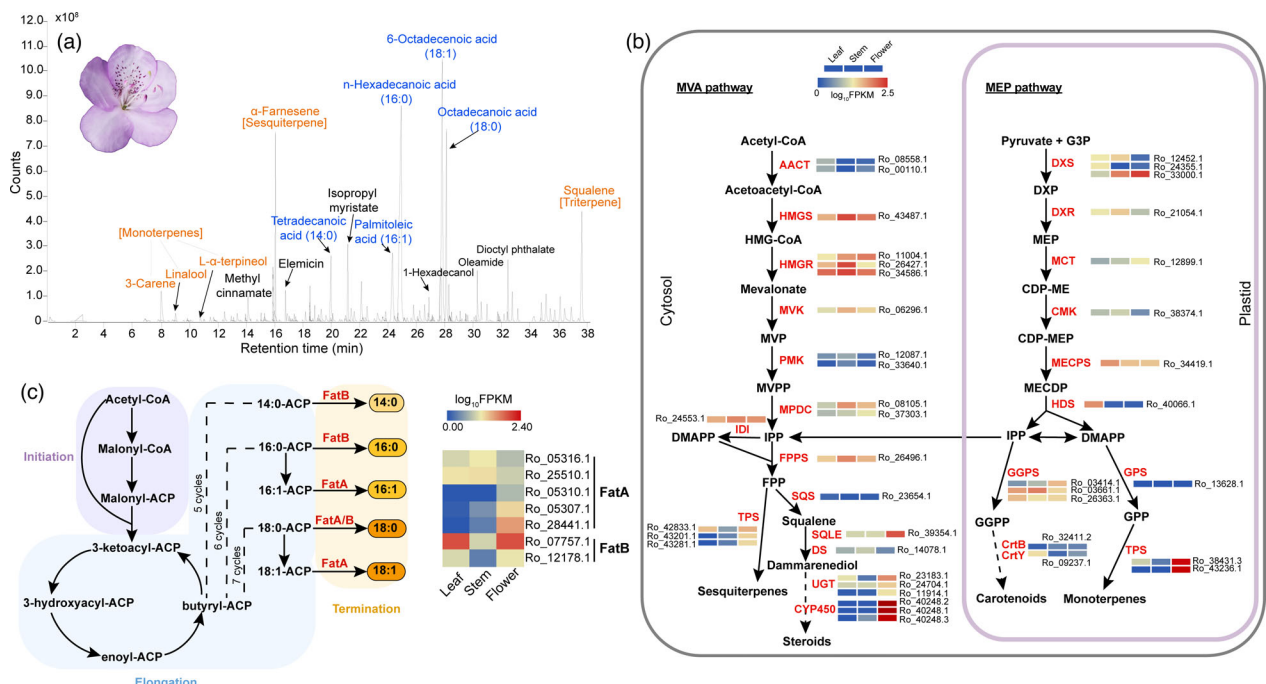 (a)
x10⁸
12.0
11.0
10.0
9.0
8.0
7.0
6.0
5.0
4.0
3.0
2.0
1.0
0
Counts
2 4 6 8 10 12 14 16 18 20 22 24 26 28 30 32 34 36 38
Retention time (min)
[Monoterpenes]
3-Carene
Linalool
L-α-terpineol
Methyl
cinnamate
α-Farnesene
[Sesquiterpene]
Elemicin
Tetradecanoic
acid (14:0)
Isopropyl
myristate
Palmitoleic
acid (16:1)
n-Hexadecanoic acid
(16:0)
6-Octadecenoic acid
(18:1)
Octadecanoic acid
(18:0)
1-Hexadecanol
Oleamide
Dioctyl phthalate
Squalene
[Triterpene]
(b)
Leaf
Stem
Flower
0 2.5
log₁₀FPKM
Cytosol
MVA pathway
Acetyl-CoA
AACT
Ro_08558.1
Ro_00110.1
Acetoacetyl-CoA
HMGS
Ro_43487.1
HMG-CoA
HMGR
Ro_11004.1
Ro_26427.1
Ro_34586.1
Mevalonate
MVK
Ro_06296.1
MVP
PMK
Ro_12087.1
Ro_33640.1
MVPP
MPDC
Ro_08105.1
Ro_37303.1
Ro_24553.1
IDI
DMAPP
IPP
FPPS
Ro_26496.1
FPP
SQS
Ro_23654.1
TPS
Ro_42833.1
Ro_43201.1
Ro_43281.1
Sesquiterpenes
Squalene
SQLE
Ro_39354.1
DS
Ro_14078.1
Dammarenediol
UGT
Ro_23183.1
Ro_24704.1
Ro_11914.1
CYP450
Ro_40248.2
Ro_40248.1
Ro_40248.3
Steroids
MEP pathway
Plastid
Pyruvate + G3P
DXS
Ro_12452.1
Ro_24355.1
Ro_33000.1
DXP
DXR
Ro_21054.1
MEP
MCT
Ro_12899.1
CDP-ME
CMK
Ro_38374.1
CDP-MEP
MECPS
Ro_34419.1
MECDP
HDS
Ro_40066.1
IPP
DMAPP
GGPS
Ro_03414.1
Ro_03661.1
Ro_26363.1
GPS
Ro_13628.1
GGPP
GPP
CrtB
Ro_32411.2
CrtY
Ro_09237.1
TPS
Ro_38431.3
Ro_43236.1
Carotenoids
Monoterpenes
(c)
Acetyl-CoA
Malonyl-CoA
Malonyl-ACP
Initiation
3-ketoacyl-ACP
3-hydroxyacyl-ACP
enoyl-ACP
butyryl-ACP
Elongation
5 cycles
6 cycles
7 cycles
14:0-ACP
FatB
14:0
16:0-ACP
FatB
16:0
16:1-ACP
FatA
16:1
18:0-ACP
FatA/B
18:0
18:1-ACP
FatA
18:1
Termination
log₁₀FPKM
0.00 2.40
Ro_05316.1
Ro_25510.1
Ro_05310.1
Ro_05307.1
Ro_28441.1
Ro_07757.1
Ro_12178.1
FatA
FatB
Leaf
Stem
Flower